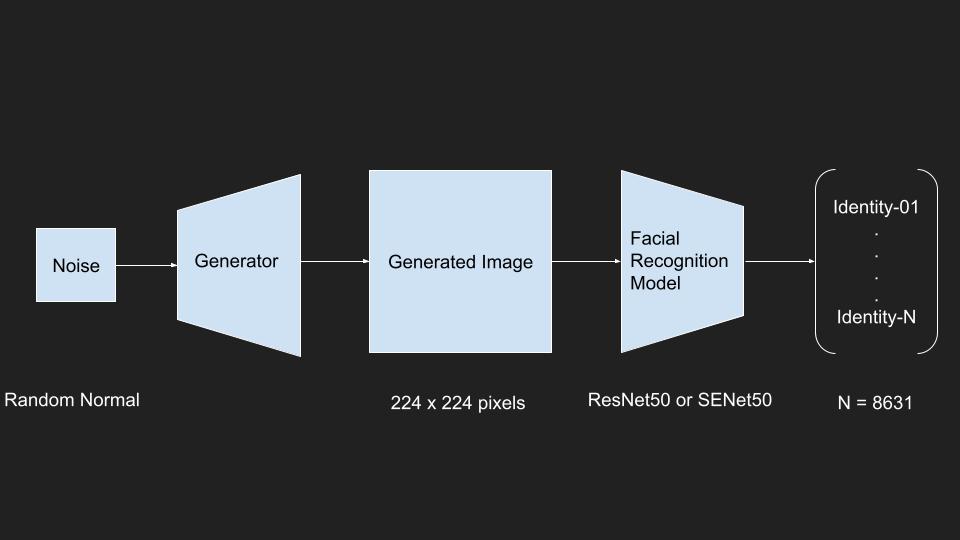 Noise
Generator
Generated Image
Facial
Recognition
Model
Identity-01
.
.
.
.
Identity-N
Random Normal
224 x 224 pixels
ResNet50 or SENet50
N = 8631